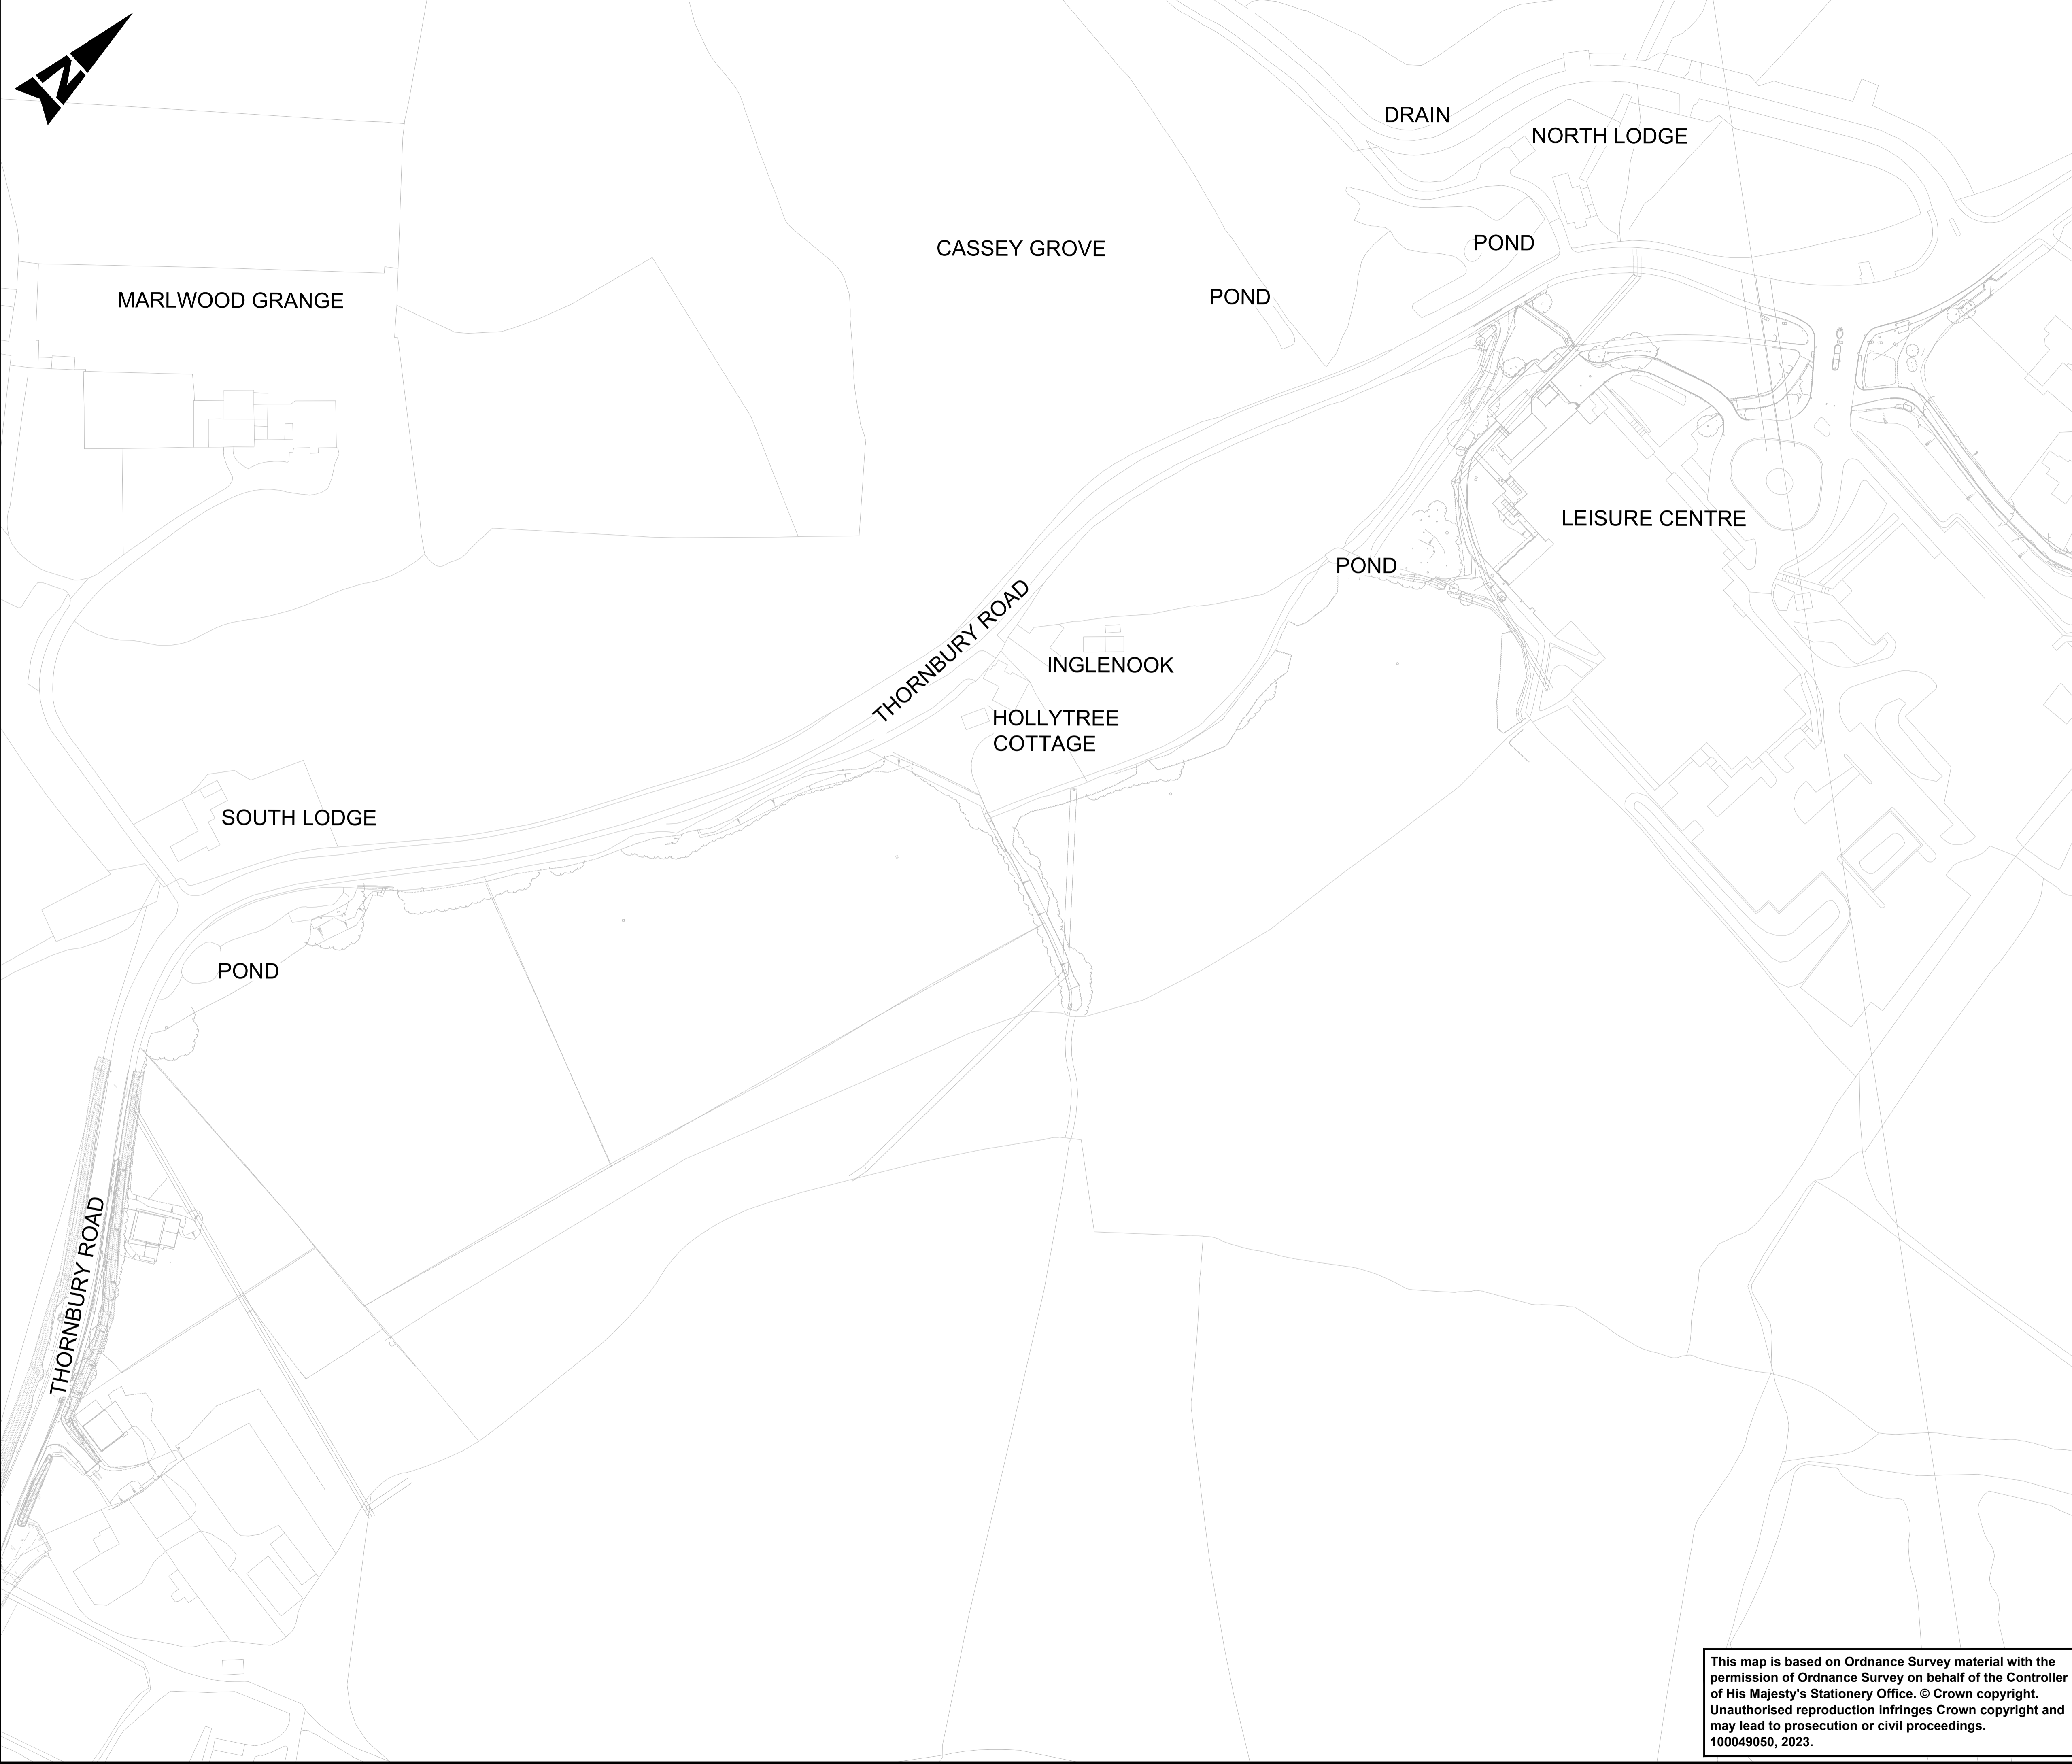 N
DRAIN
NORTH LODGE
POND
CASSEY GROVE
POND
MARLWOOD GRANGE
LEISURE CENTRE
POND
THORNBURY ROAD
INGLENOOK
HOLLYTREE
COTTAGE
SOUTH LODGE
POND
THORNBURY ROAD
This map is based on Ordnance Survey material with the
permission of Ordnance Survey on behalf of the Controller
of His Majesty's Stationery Office. © Crown copyright.
Unauthorised reproduction infringes Crown copyright and
may lead to prosecution or civil proceedings.
100049050, 2023.